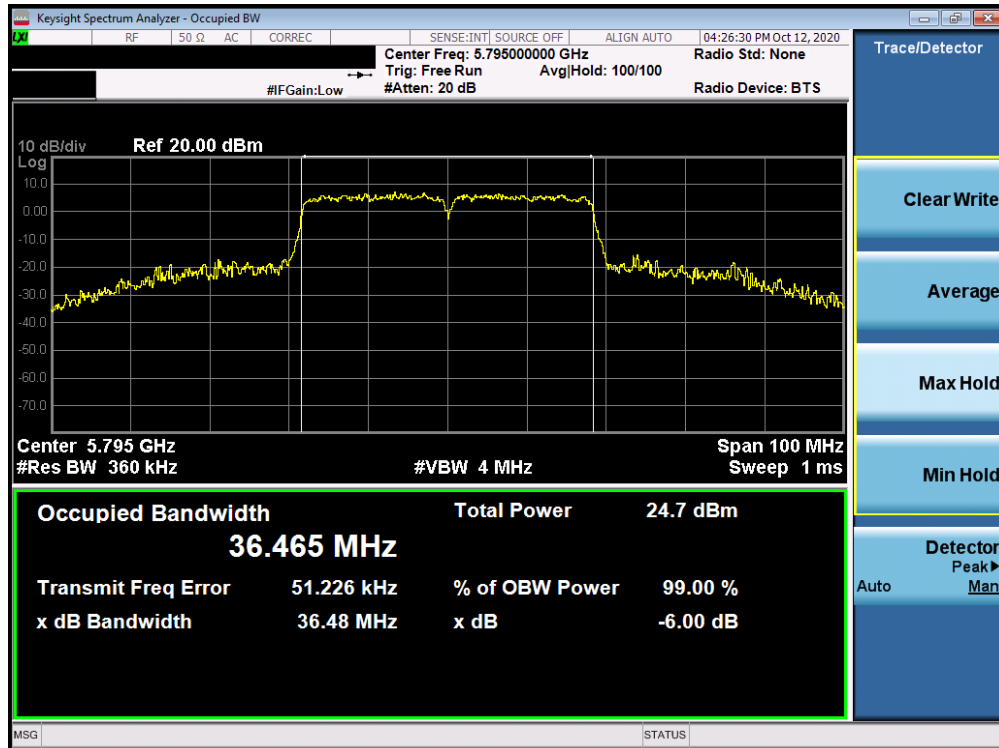 Keysight Spectrum Analyzer - Occupied BW
LXI RF 50 Ω AC CORREC SENSE:INT SOURCE OFF ALIGN AUTO 04:26:30 PM Oct 12, 2020
Center Freq: 5.795000000 GHz Radio Std: None
Trig: Free Run Avg|Hold: 100/100
#IFGain:Low #Atten: 20 dB Radio Device: BTS
Trace/Detector
10 dB/div Ref 20.00 dBm
Log
10.0
0.00
-10.0
-20.0
-30.0
-40.0
-50.0
-60.0
-70.0
Center 5.795 GHz Span 100 MHz
#Res BW 360 kHz #VBW 4 MHz Sweep 1 ms
Occupied Bandwidth Total Power 24.7 dBm
36.465 MHz
Transmit Freq Error 51.226 kHz % of OBW Power 99.00 %
x dB Bandwidth 36.48 MHz x dB -6.00 dB
Clear Write
Average
Max Hold
Min Hold
Detector
Peak▶
Auto Man
MSG STATUS